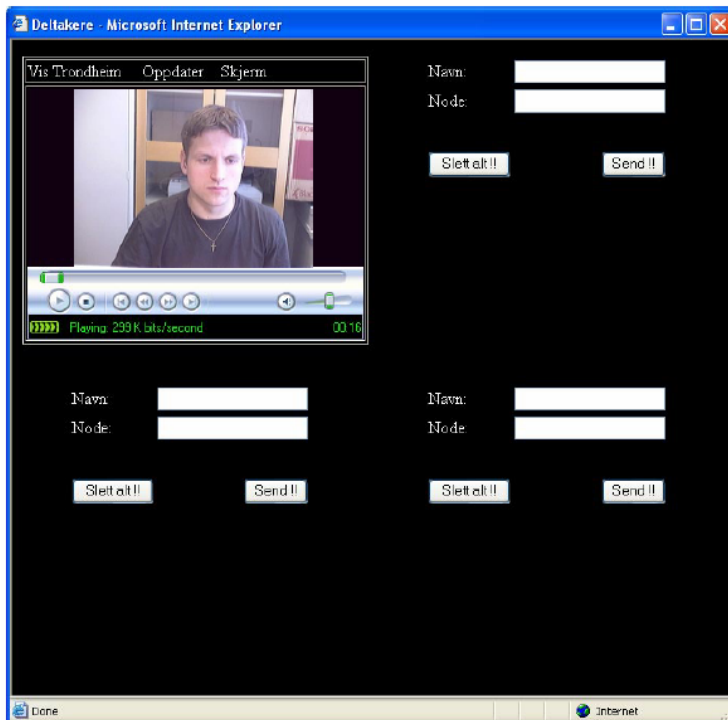 Deltakere - Microsoft Internet Explorer
Vis Trondheim Oppdater Skjerm
Navn:
Node:
Slett alt !! Send !!
Playing: 299 K bits/second 00:16
Navn: Navn:
Node: Node:
Slett alt !! Send !! Slett alt !! Send !!
Done Internet